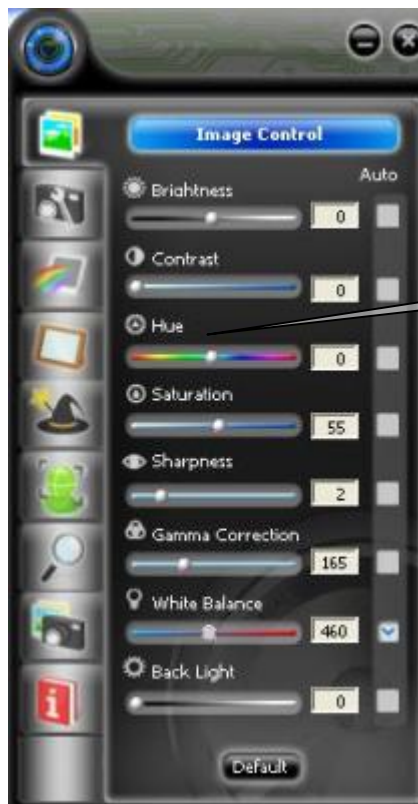 Image Control
Auto
Brightness
0
Contrast
0
Hue
0
Saturation
55
Sharpness
2
Gamma Correction
165
White Balance
460
Back Light
0
Default